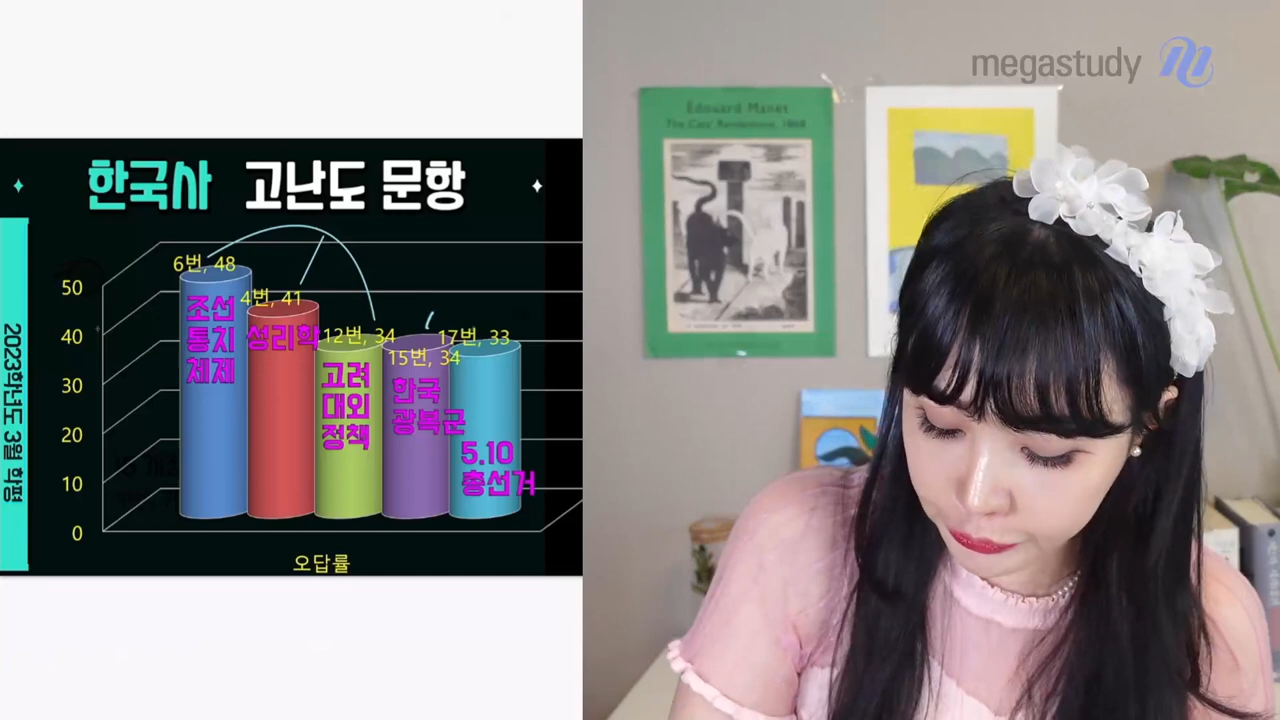 megastudy
Edouard Manet
The Cats' Rendezvous, 1868
한국사 고난도 문항
2023학년도 3월 학평
50
40
30
20
10
0
6번, 48
4번, 41
12번, 34
15번, 34
17번, 33
조선
통치
체제
성리학
고려
대외
정책
한국
광복군
5.10
총선거
오답률